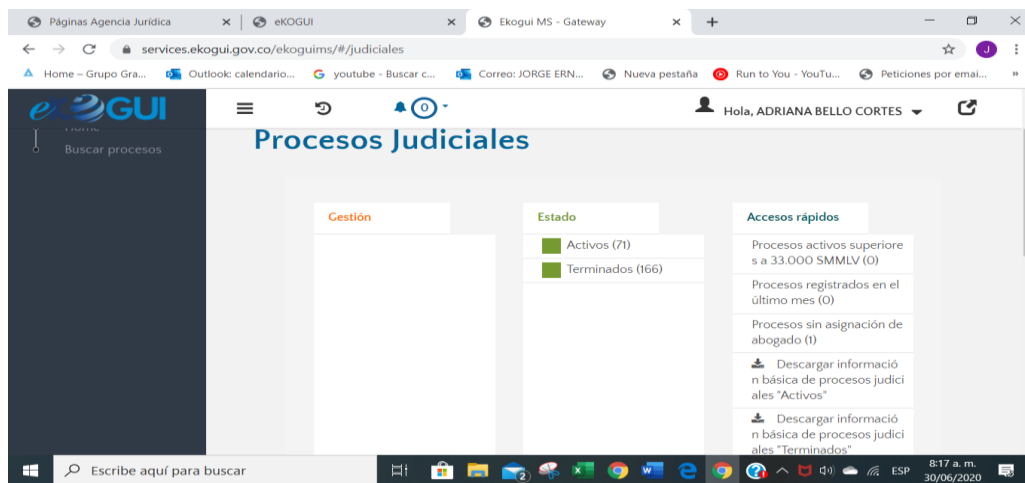 Páginas Agencia Jurídica
eKOGUI
Ekogui MS - Gateway
services.ekogui.gov.co/ekoguims/#/judiciales
J
Home – Grupo Gra...
Outlook: calendario...
youtube - Buscar c...
Correo: JORGE ERN...
Nueva pestaña
Run to You - YouTu...
Peticiones por emai...
»
eKOGUI
0
Hola, ADRIANA BELLO CORTES
Home
Buscar procesos
Procesos Judiciales
Gestión
Estado
Activos (71)
Terminados (166)
Accesos rápidos
Procesos activos superiore
s a 33.000 SMMLV (0)
Procesos registrados en el
último mes (0)
Procesos sin asignación de
abogado (1)
Descargar informació
n básica de procesos judici
ales "Activos"
Descargar informació
n básica de procesos judici
ales "Terminados"
Escribe aquí para buscar
2
ESP
8:17 a. m.
30/06/2020